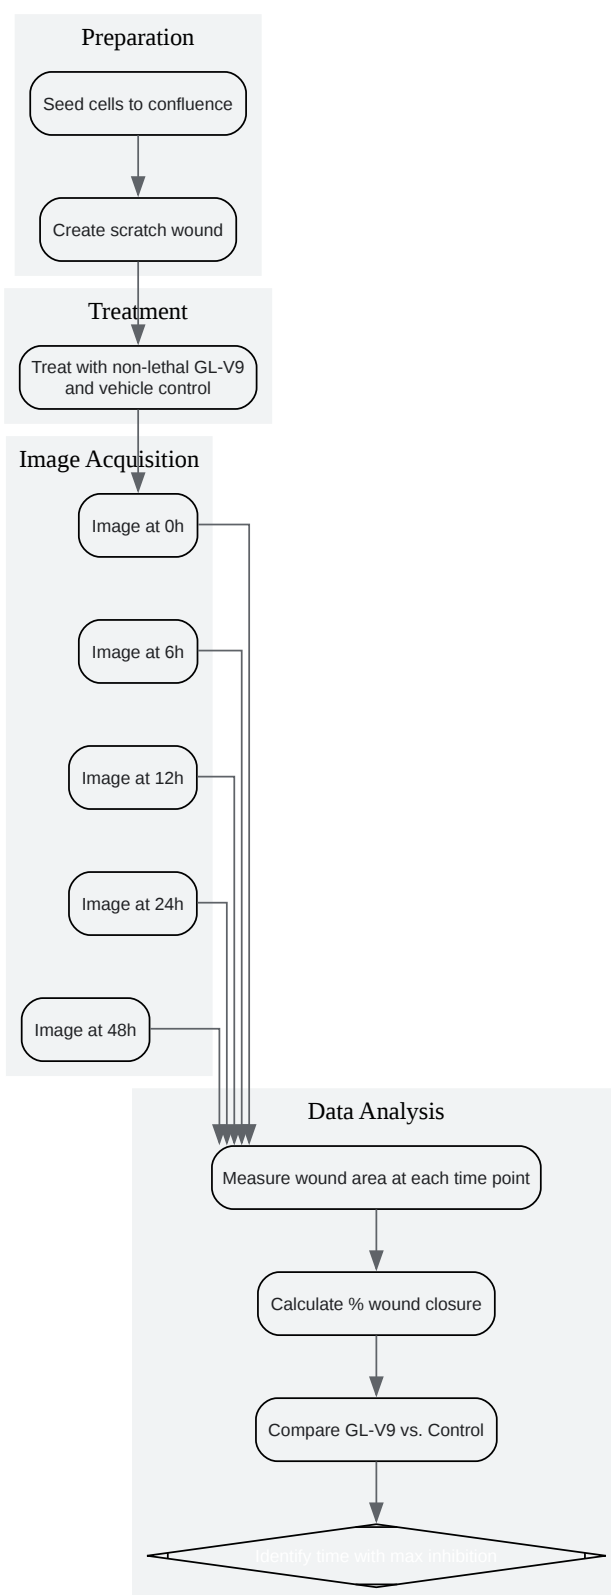 Preparation
Seed cells to confluence
Create scratch wound
Treatment
Treat with non-lethal GL-V9
and vehicle control
Image Acquisition
Image at 0h
Image at 6h
Image at 12h
Image at 24h
Image at 48h
Data Analysis
Measure wound area at each time point
Calculate % wound closure
Compare GL-V9 vs. Control
Identify time with max inhibition